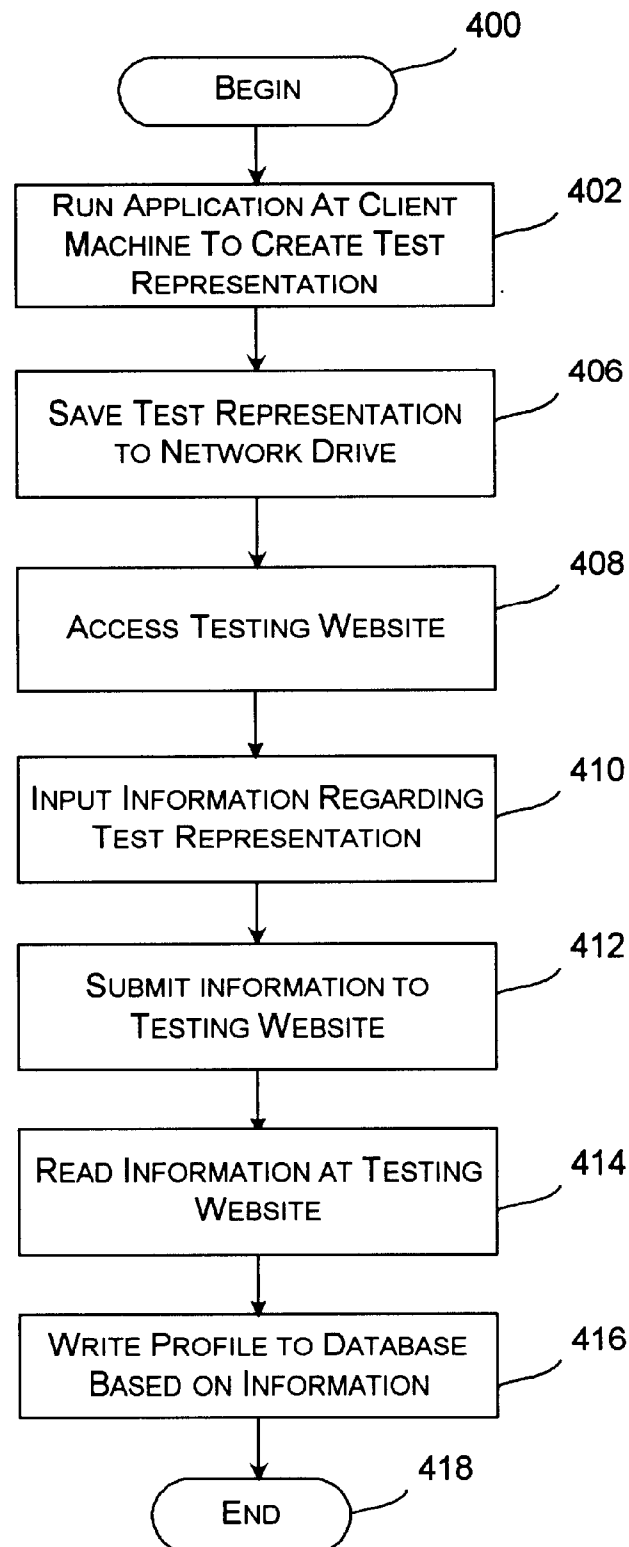 400
BEGIN
402
RUN APPLICATION AT CLIENT
MACHINE TO CREATE TEST
REPRESENTATION
406
SAVE TEST REPRESENTATION
TO NETWORK DRIVE
408
ACCESS TESTING WEBSITE
410
INPUT INFORMATION REGARDING
TEST REPRESENTATION
412
SUBMIT INFORMATION TO
TESTING WEBSITE
414
READ INFORMATION AT TESTING
WEBSITE
416
WRITE PROFILE TO DATABASE
BASED ON INFORMATION
418
END